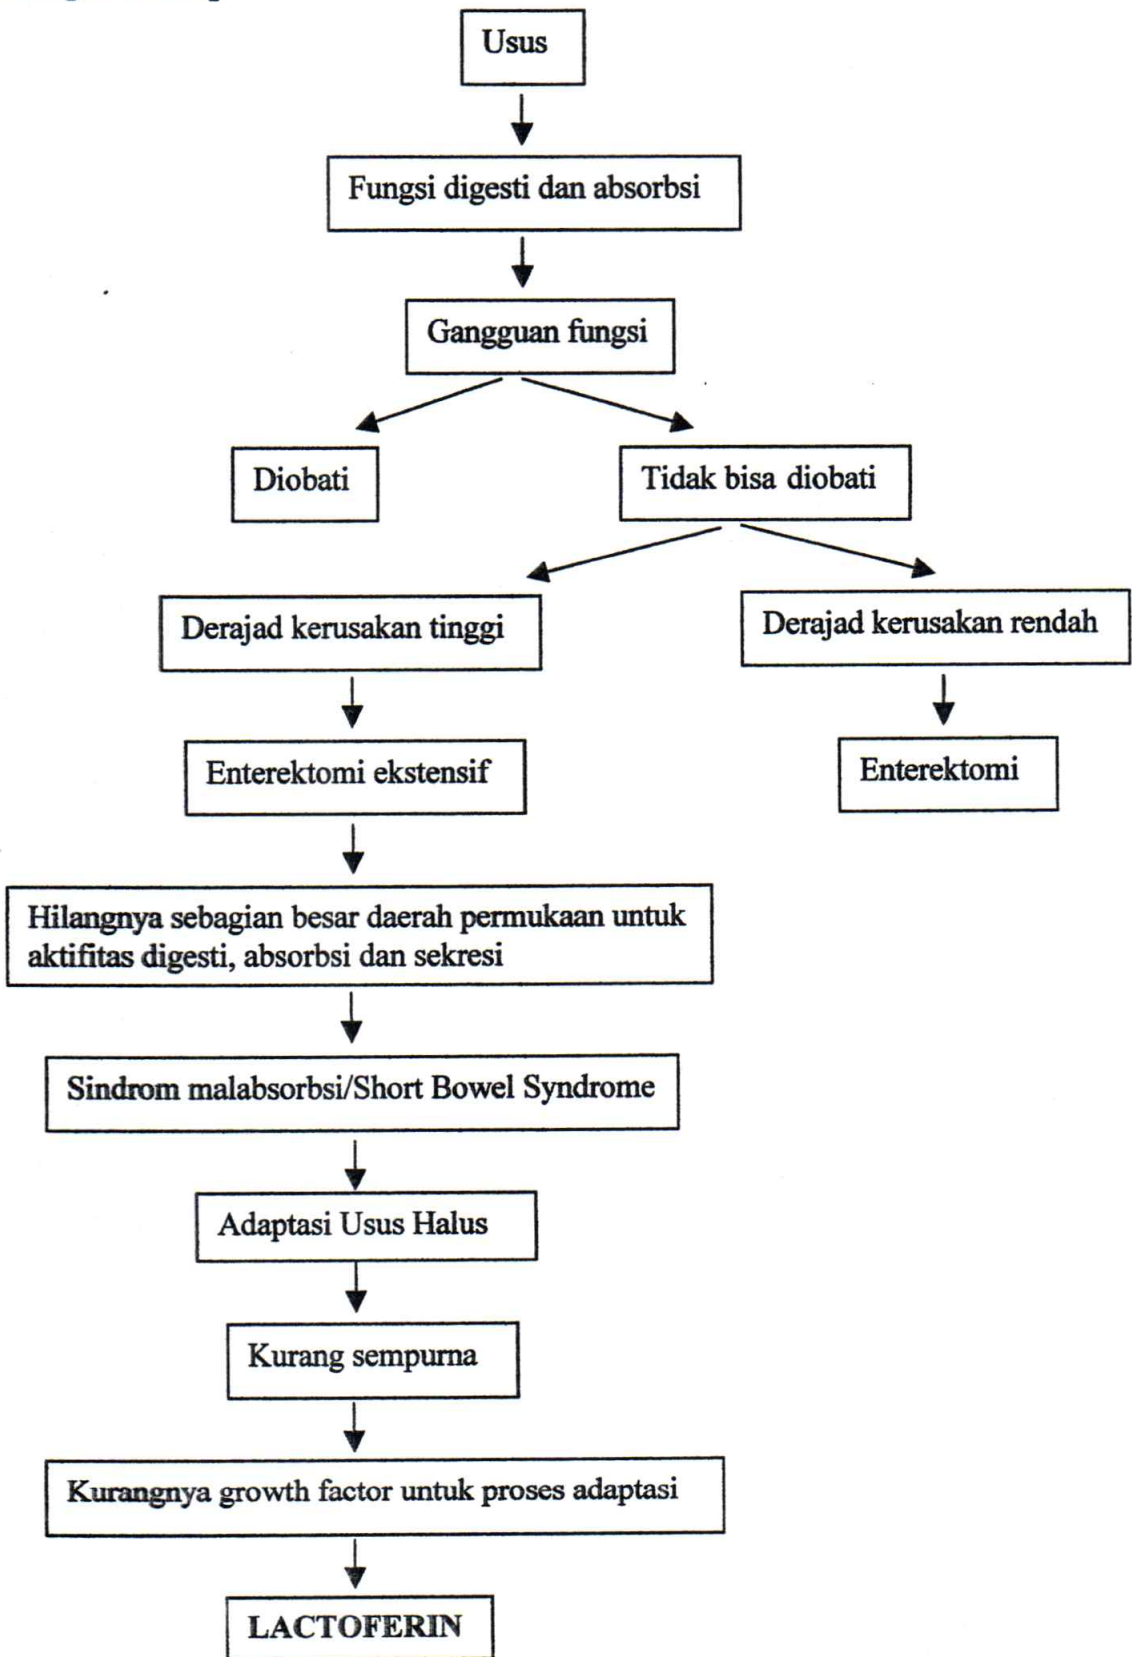 Usus
Fungsi digesti dan absorbsi
Gangguan fungsi
Diobati
Tidak bisa diobati
Derajad kerusakan tinggi
Derajad kerusakan rendah
Enterektomi ekstensif
Enterektomi
Hilangnya sebagian besar daerah permukaan untuk
aktifitas digesti, absorbsi dan sekresi
Sindrom malabsorbsi/Short Bowel Syndrome
Adaptasi Usus Halus
Kurang sempurna
Kurangnya growth factor untuk proses adaptasi
LACTOFERIN